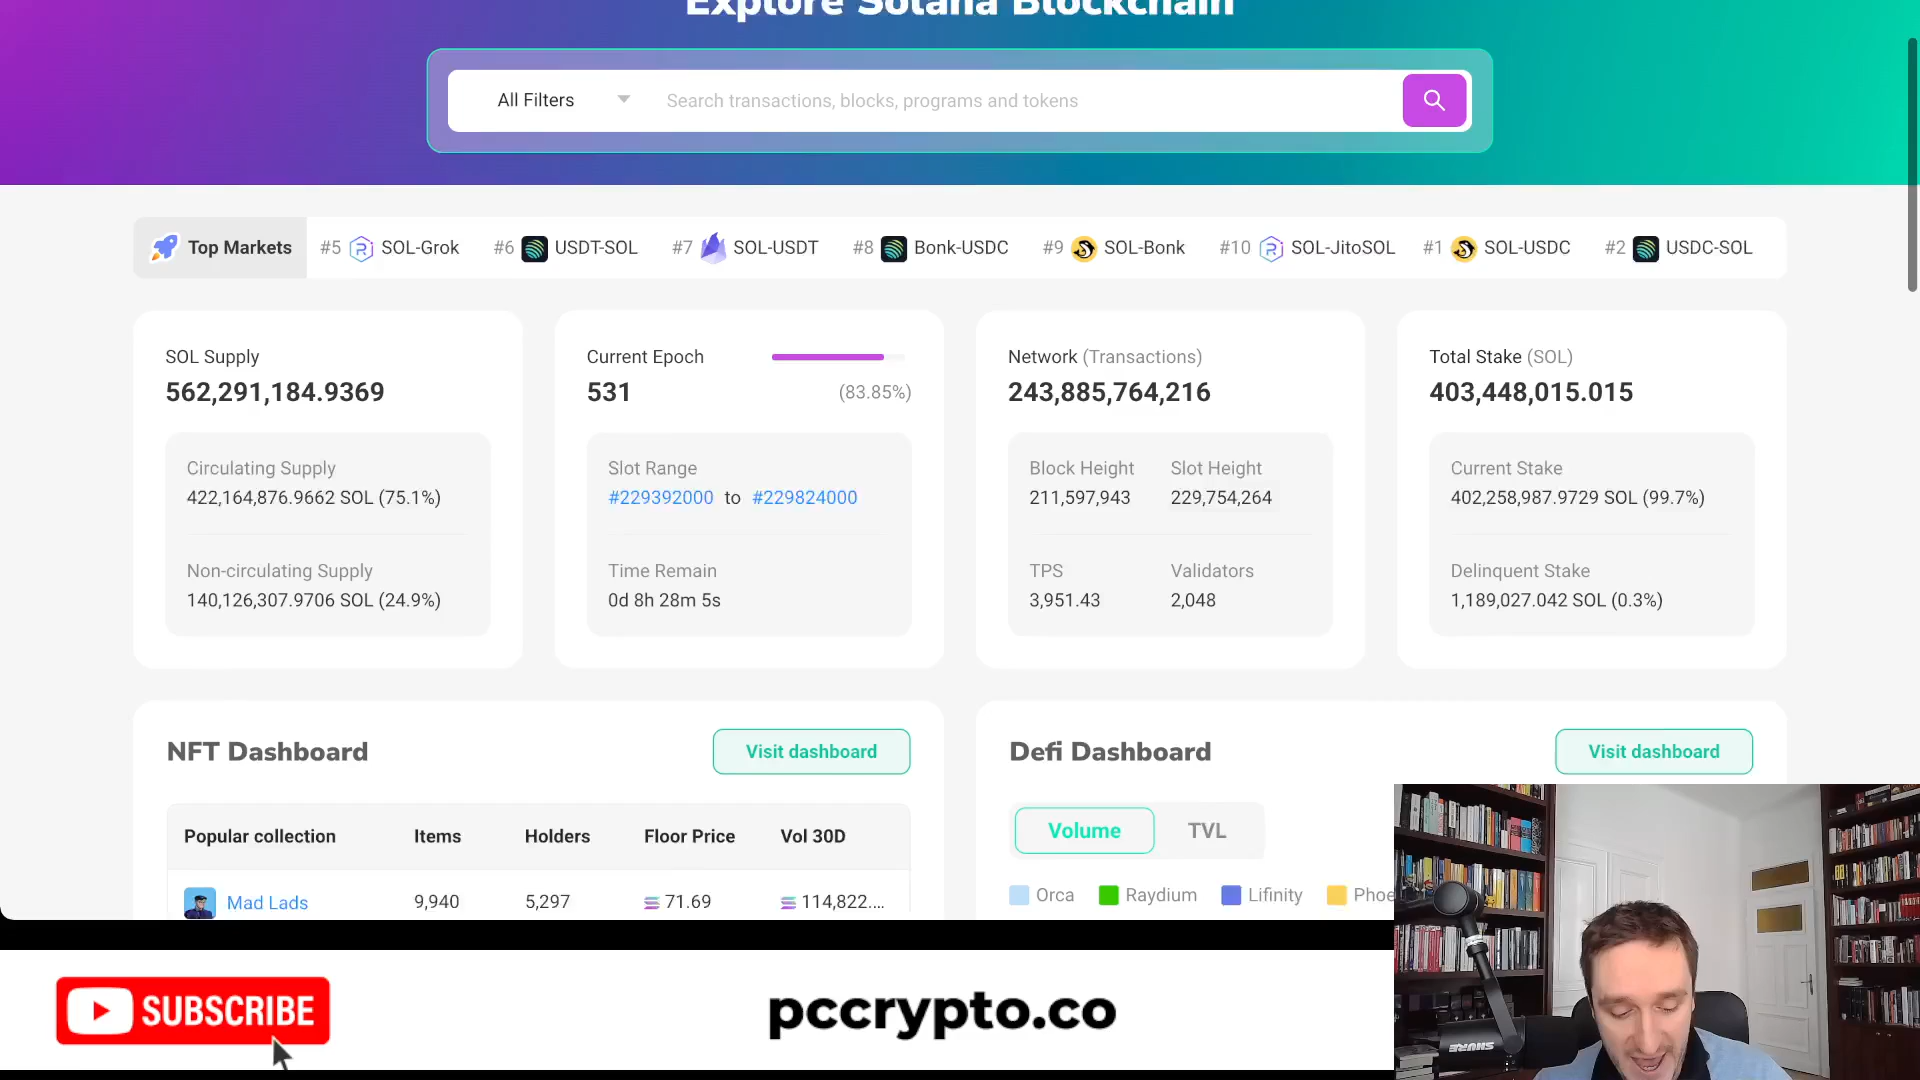 Explore Solana Blockchain
All Filters
Search transactions, blocks, programs and tokens
Top Markets #5 SOL-Grok #6 USDT-SOL #7 SOL-USDT #8 Bonk-USDC #9 SOL-Bonk #10 SOL-JitoSOL #1 SOL-USDC #2 USDC-SOL
SOL Supply
562,291,184.9369
Circulating Supply
422,164,876.9662 SOL (75.1%)
Non-circulating Supply
140,126,307.9706 SOL (24.9%)
Current Epoch
531 (83.85%)
Slot Range
#229392000 to #229824000
Time Remain
0d 8h 28m 5s
Network (Transactions)
243,885,764,216
Block Height Slot Height
211,597,943 229,754,264
TPS Validators
3,951.43 2,048
Total Stake (SOL)
403,448,015.015
Current Stake
402,258,987.9729 SOL (99.7%)
Delinquent Stake
1,189,027.042 SOL (0.3%)
NFT Dashboard Visit dashboard
Popular collection Items Holders Floor Price Vol 30D
Mad Lads 9,940 5,297 71.69 114,822....
Defi Dashboard Visit dashboard
Volume TVL
Orca Raydium Lifinity Phoe
SUBSCRIBE
pccrypto.co
SHURE